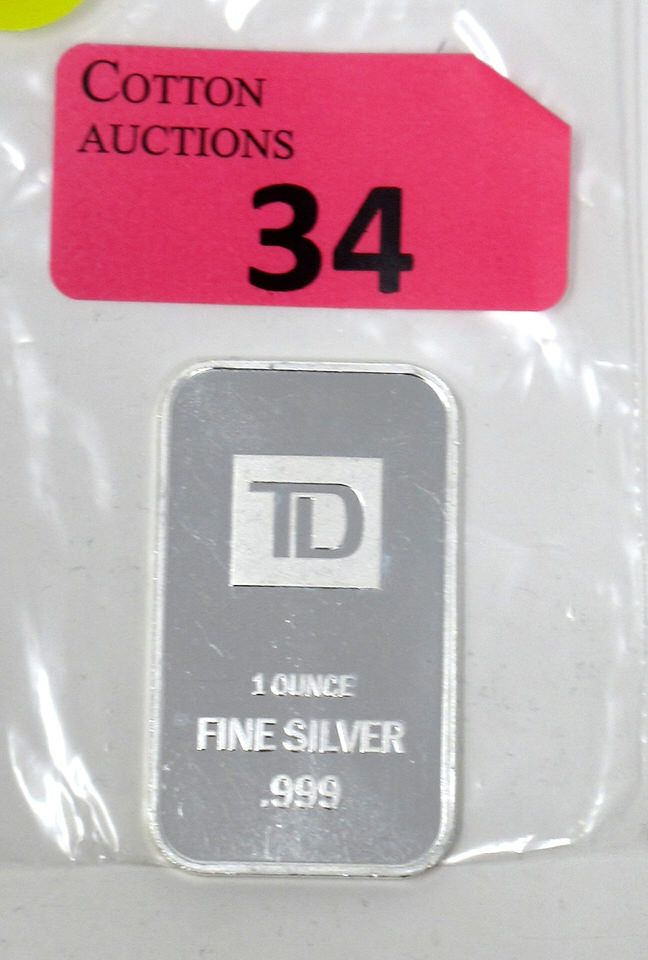 COTTON
AUCTIONS
34
TD
1 OUNCE
FINE SILVER
.999